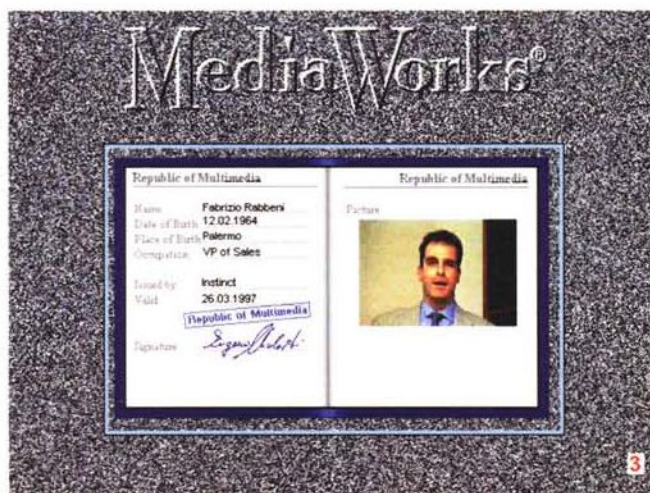 MediaWorks®
Republic of Multimedia
Name Fabrizio Rabbeni
Date of Birth 12.02.1964
Place of Birth Palermo
Occupation VP of Sales
Issued by Instinct
Valid 26.03.1997
Republic of Multimedia
Signature
Republic of Multimedia
Picture
3